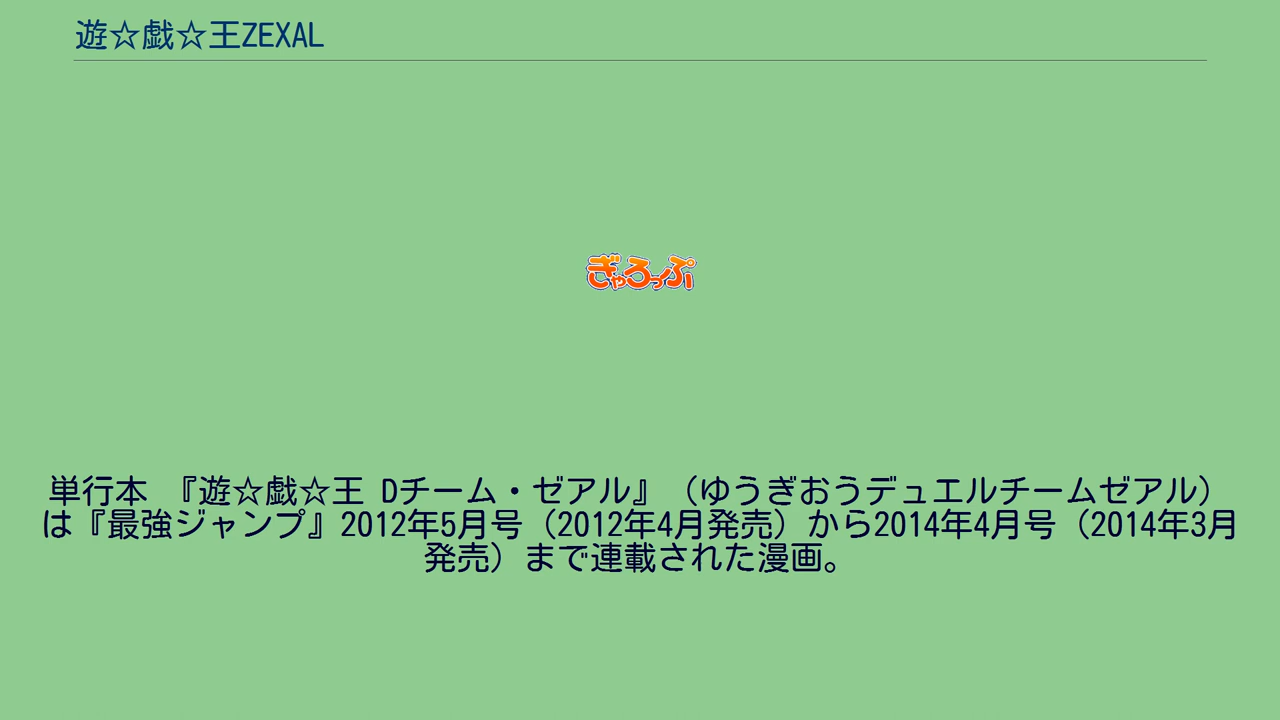 遊☆戯☆王ZEXAL
ぎゃろっぷ
単行本 『遊☆戯☆王 Dチーム・ゼアル』（ゆうぎおうデュエルチームゼアル）
は『最強ジャンプ』2012年5月号（2012年4月発売）から2014年4月号（2014年3月
発売）まで連載された漫画。